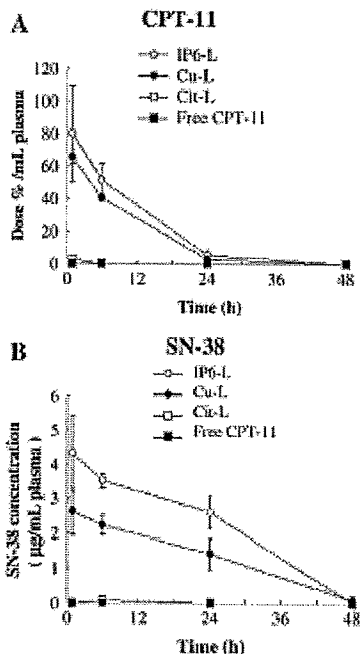 A
CPT-11
IP6-L
Cu-L
Cit-L
Free CPT-11
Dose % /mL plasma
120
100
80
60
40
20
0
0 12 24 36 48
Time (h)
B
SN-38
IP6-L
Cu-L
Cit-L
Free CPT-11
SN-38 concentration
( µg/mL plasma )
6
5
4
3
2
1
0
0 12 24 36 48
Time (h)